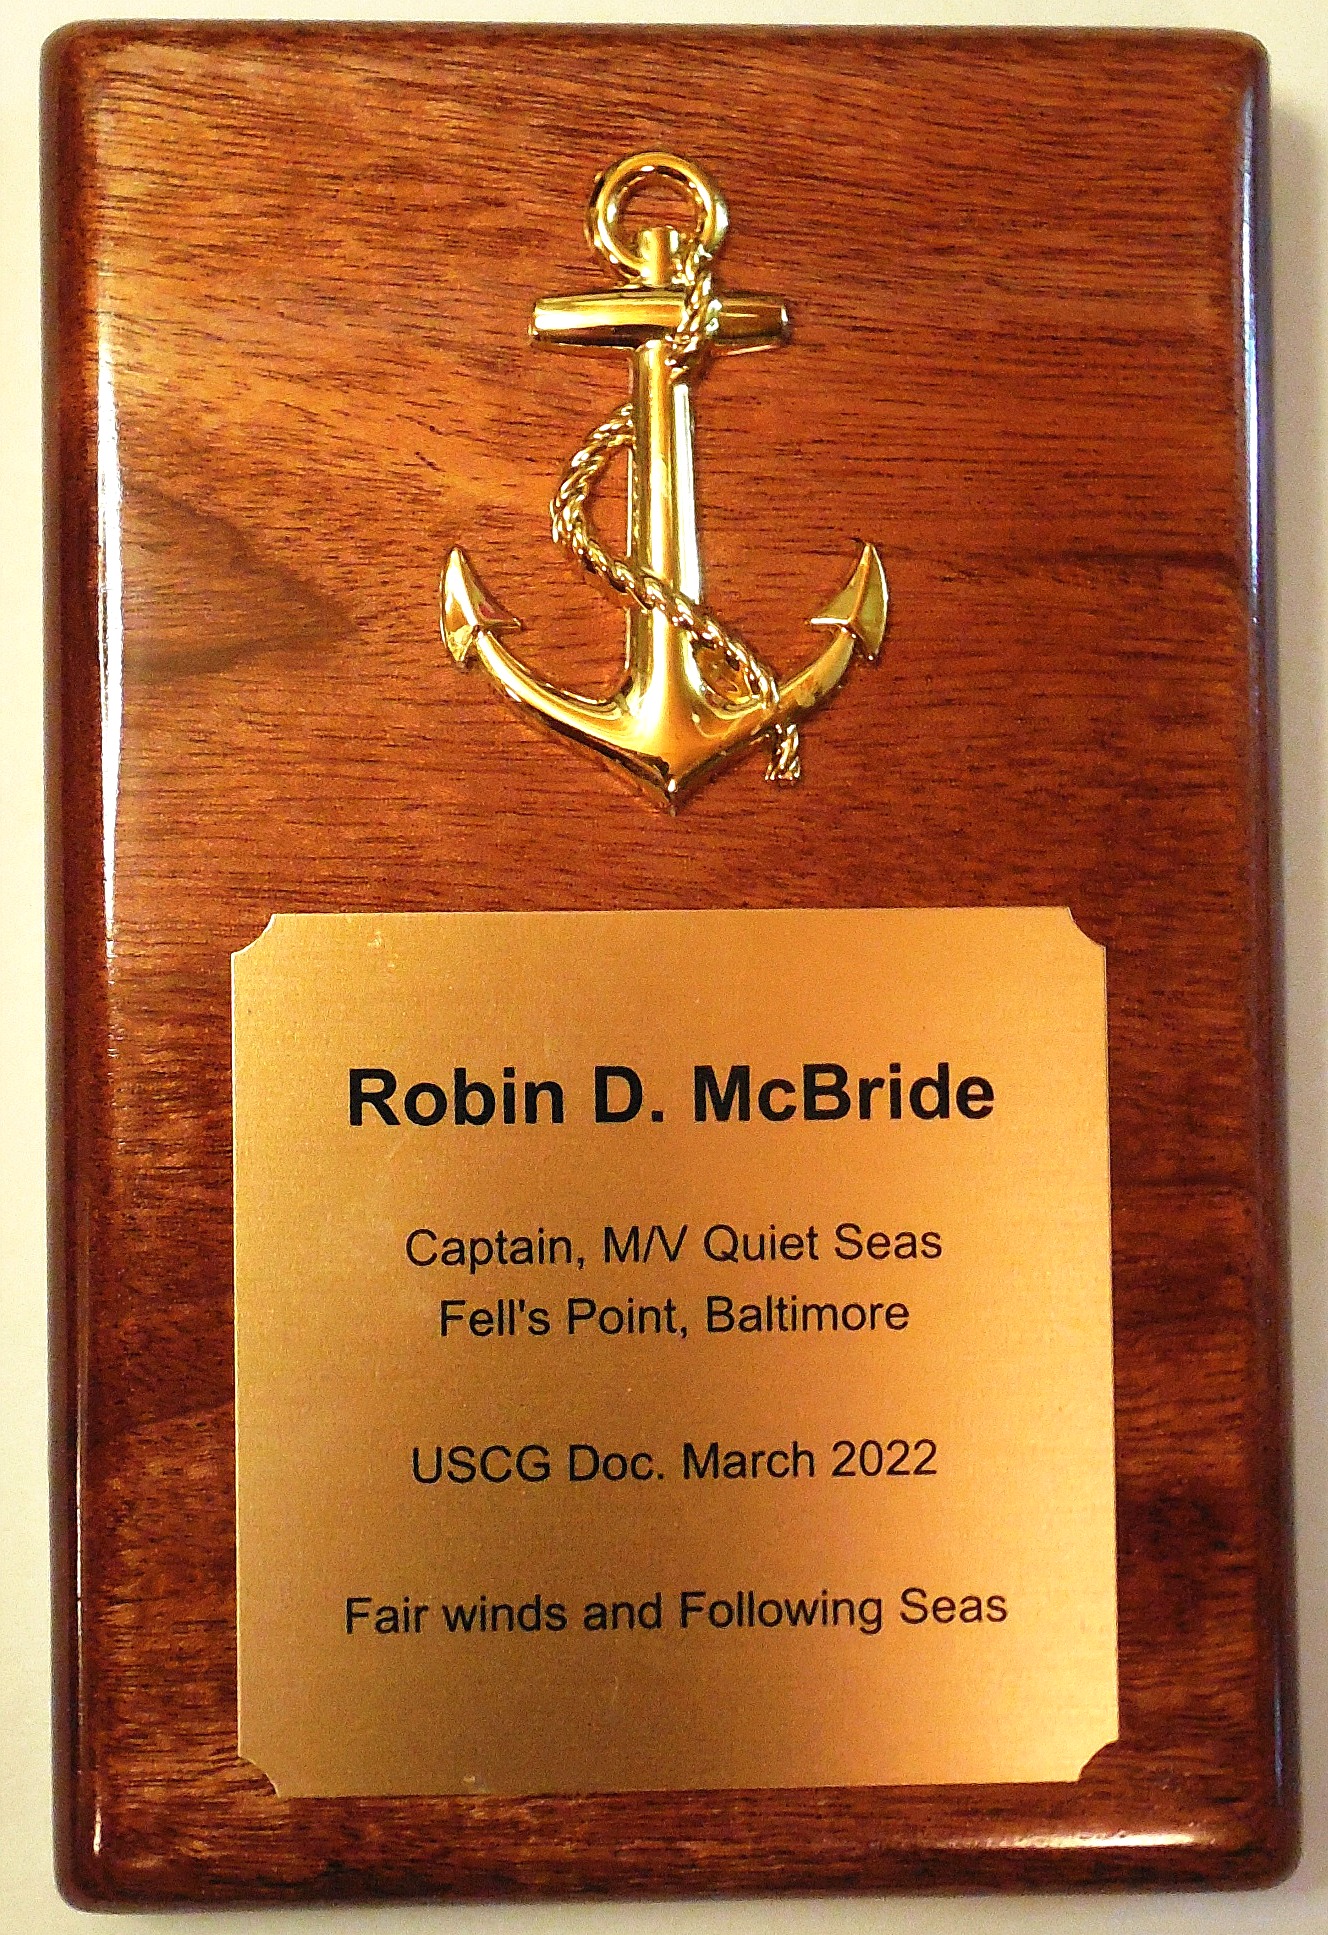 Robin D. McBride
Captain, M/V Quiet Seas
Fell's Point, Baltimore
USCG Doc. March 2022
Fair winds and Following Seas